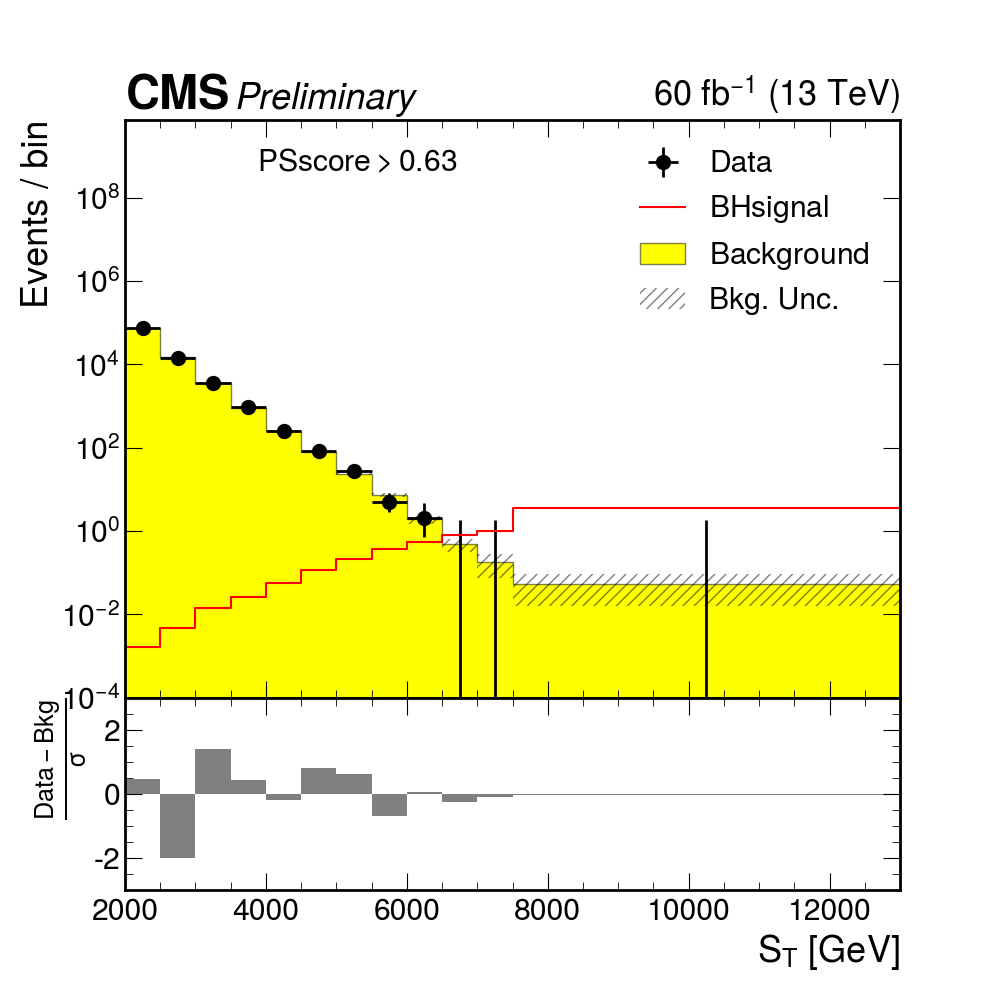 CMS Preliminary 60 fb⁻¹ (13 TeV)
Events / bin
PSscore > 0.63
Data
BHsignal
Background
Bkg. Unc.
10⁸
10⁶
10⁴
10²
10⁰
10⁻²
10⁻⁴
Data – Bkg
σ
2
0
-2
2000 4000 6000 8000 10000 12000
S_T [GeV]